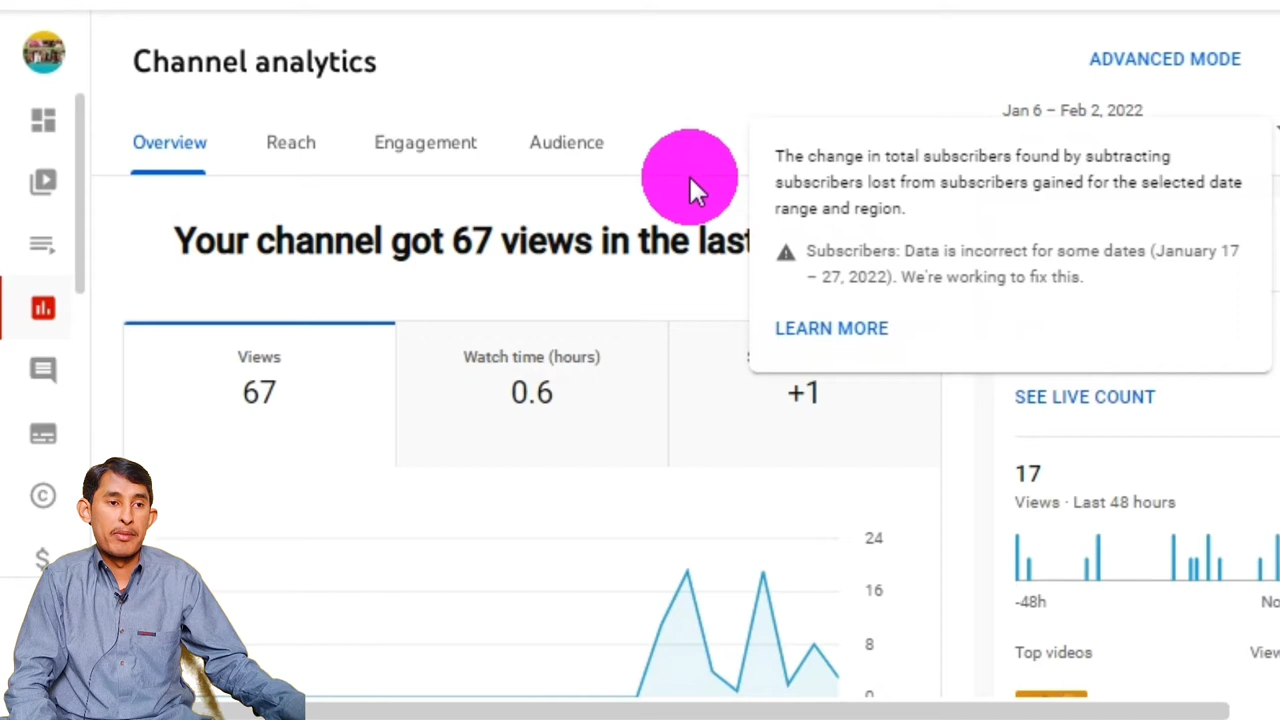 Channel analytics
ADVANCED MODE
Jan 6 – Feb 2, 2022
Overview
Reach
Engagement
Audience
The change in total subscribers found by subtracting
subscribers lost from subscribers gained for the selected date
range and region.
Subscribers: Data is incorrect for some dates (January 17
– 27, 2022). We're working to fix this.
LEARN MORE
Your channel got 67 views in the last
Views
67
Watch time (hours)
0.6
+1
SEE LIVE COUNT
17
Views · Last 48 hours
-48h
24
16
8
0
Top videos